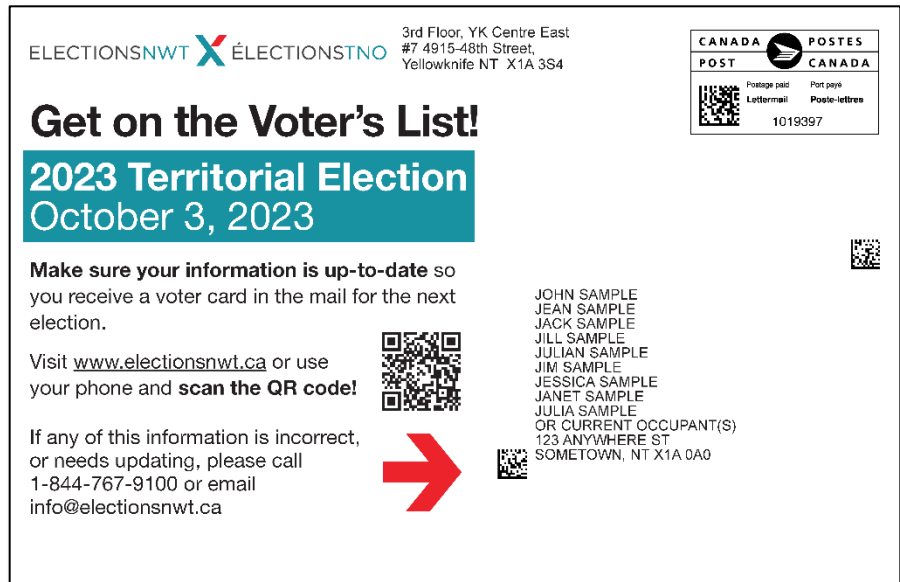 ELECTIONSNWT X ÉLECTIONSTNO
3rd Floor, YK Centre East
#7 4915-48th Street,
Yellowknife NT X1A 3S4
CANADA POSTES
POST CANADA
Postage paid Port payé
Lettermail Poste-lettres
1019397
Get on the Voter's List!
2023 Territorial Election
October 3, 2023
Make sure your information is up-to-date so
you receive a voter card in the mail for the next
election.
Visit www.electionsnwt.ca or use
your phone and scan the QR code!
If any of this information is incorrect,
or needs updating, please call
1-844-767-9100 or email
info@electionsnwt.ca
JOHN SAMPLE
JEAN SAMPLE
JACK SAMPLE
JILL SAMPLE
JULIAN SAMPLE
JIM SAMPLE
JESSICA SAMPLE
JANET SAMPLE
JULIA SAMPLE
OR CURRENT OCCUPANT(S)
123 ANYWHERE ST
SOMETOWN, NT X1A 0A0